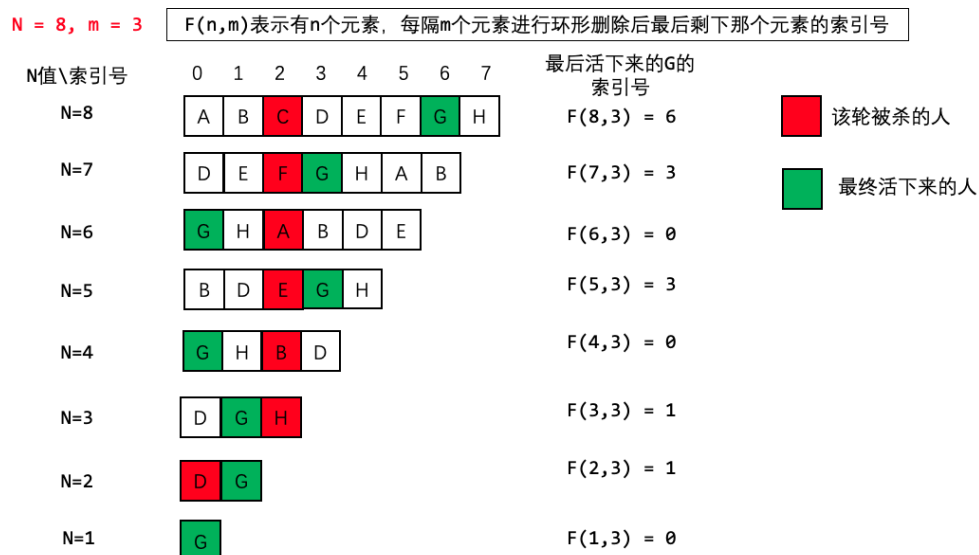 N = 8, m = 3
F(n,m)表示有n个元素，每隔m个元素进行环形删除后最后剩下那个元素的索引号
N值\索引号 0 1 2 3 4 5 6 7
最后活下来的G的
索引号
N=8 A B C D E F G H F(8,3) = 6
该轮被杀的人
N=7 D E F G H A B F(7,3) = 3
最终活下来的人
N=6 G H A B D E F(6,3) = 0
N=5 B D E G H F(5,3) = 3
N=4 G H B D F(4,3) = 0
N=3 D G H F(3,3) = 1
N=2 D G F(2,3) = 1
N=1 G F(1,3) = 0